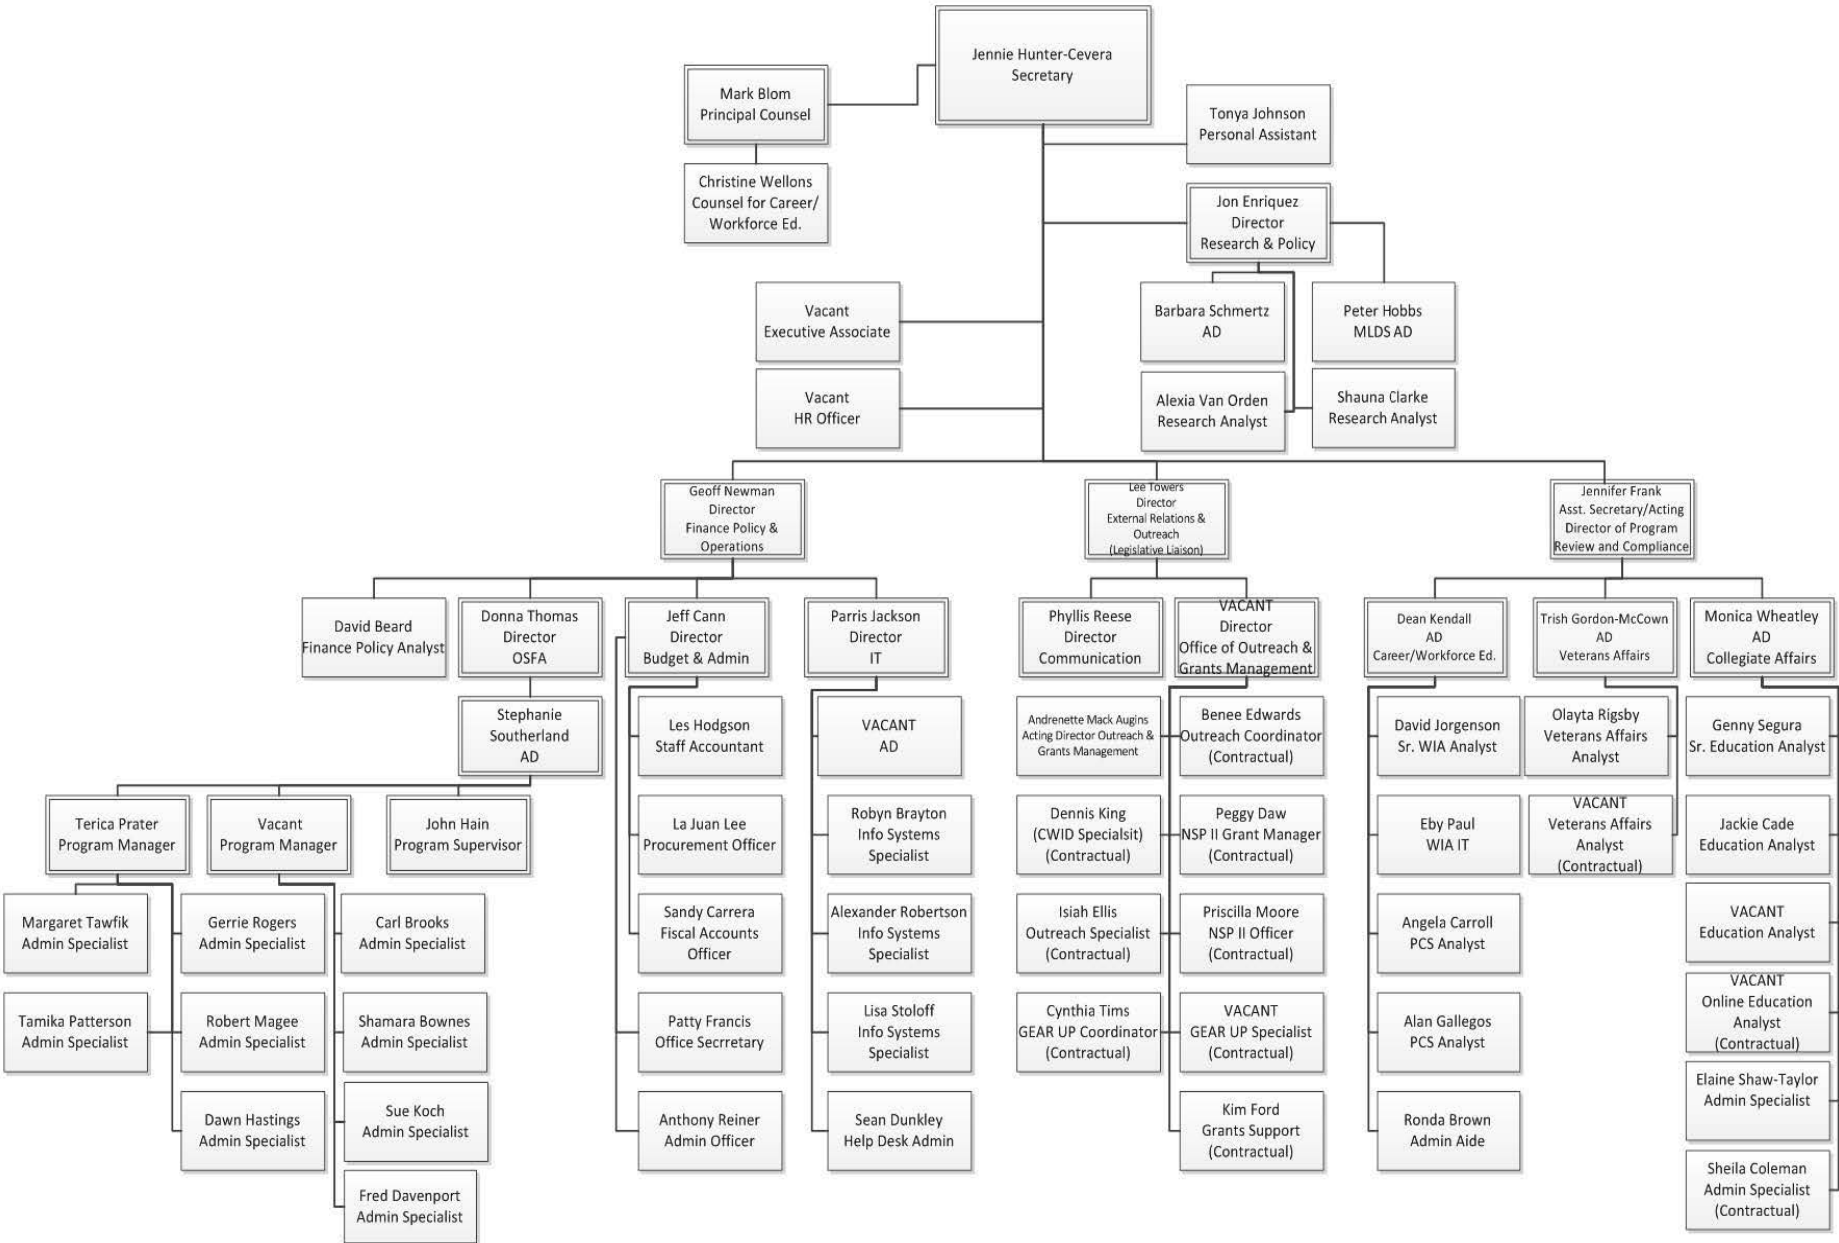 Jennie Hunter-Cevera
Secretary
Mark Blom
Principal Counsel
Tonya Johnson
Personal Assistant
Christine Wellons
Counsel for Career/
Workforce Ed.
Jon Enriquez
Director
Research & Policy
Vacant
Executive Associate
Barbara Schmertz
AD
Peter Hobbs
MLDS AD
Vacant
HR Officer
Alexia Van Orden
Research Analyst
Shauna Clarke
Research Analyst
Geoff Newman
Director
Finance Policy &
Operations
Lee Towers
Director
External Relations &
Outreach
(Legislative Liaison)
Jennifer Frank
Asst. Secretary/Acting
Director of Program
Review and Compliance
David Beard
Finance Policy Analyst
Donna Thomas
Director
OSFA
Jeff Cann
Director
Budget & Admin
Parris Jackson
Director
IT
Phyllis Reese
Director
Communication
VACANT
Director
Office of Outreach &
Grants Management
Dean Kendall
AD
Career/Workforce Ed.
Trish Gordon-McCown
AD
Veterans Affairs
Monica Wheatley
AD
Collegiate Affairs
Stephanie
Southerland
AD
Les Hodgson
Staff Accountant
VACANT
AD
Andrenette Mack Augins
Acting Director Outreach &
Grants Management
Benee Edwards
Outreach Coordinator
(Contractual)
David Jorgenson
Sr. WIA Analyst
Olayta Rigsby
Veterans Affairs
Analyst
Genny Segura
Sr. Education Analyst
Terica Prater
Program Manager
Vacant
Program Manager
John Hain
Program Supervisor
La Juan Lee
Procurement Officer
Robyn Brayton
Info Systems
Specialist
Dennis King
(CWID Specialsit)
(Contractual)
Peggy Daw
NSP II Grant Manager
(Contractual)
Eby Paul
WIA IT
VACANT
Veterans Affairs
Analyst
(Contractual)
Jackie Cade
Education Analyst
Margaret Tawfik
Admin Specialist
Gerrie Rogers
Admin Specialist
Carl Brooks
Admin Specialist
Sandy Carrera
Fiscal Accounts
Officer
Alexander Robertson
Info Systems
Specialist
Isiah Ellis
Outreach Specialist
(Contractual)
Priscilla Moore
NSP II Officer
(Contractual)
Angela Carroll
PCS Analyst
VACANT
Education Analyst
Tamika Patterson
Admin Specialist
Robert Magee
Admin Specialist
Shamara Bownes
Admin Specialist
Patty Francis
Office Secrretary
Lisa Stoloff
Info Systems
Specialist
Cynthia Tims
GEAR UP Coordinator
(Contractual)
VACANT
GEAR UP Specialist
(Contractual)
Alan Gallegos
PCS Analyst
VACANT
Online Education
Analyst
(Contractual)
Dawn Hastings
Admin Specialist
Sue Koch
Admin Specialist
Anthony Reiner
Admin Officer
Sean Dunkley
Help Desk Admin
Kim Ford
Grants Support
(Contractual)
Ronda Brown
Admin Aide
Elaine Shaw-Taylor
Admin Specialist
Fred Davenport
Admin Specialist
Sheila Coleman
Admin Specialist
(Contractual)